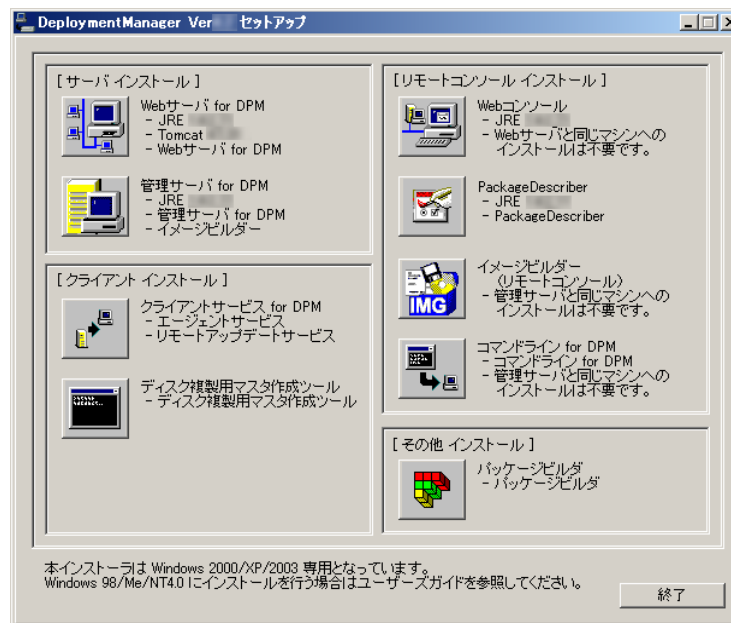 DeploymentManager Ver セットアップ
[サーバ インストール]
Webサーバ for DPM
- JRE
- Tomcat
- Webサーバ for DPM
管理サーバ for DPM
- JRE
- 管理サーバ for DPM
- イメージビルダー
[クライアント インストール]
クライアントサービス for DPM
- エージェントサービス
- リモートアップデートサービス
ディスク複製用マスタ作成ツール
- ディスク複製用マスタ作成ツール
[リモートコンソール インストール]
Webコンソール
- JRE
- Webサーバと同じマシンへの
インストールは不要です。
PackageDescriber
- JRE
- PackageDescriber
IMG
イメージビルダー
(リモートコンソール)
- 管理サーバと同じマシンへの
インストールは不要です。
コマンドライン for DPM
- コマンドライン for DPM
- 管理サーバと同じマシンへの
インストールは不要です。
[その他 インストール]
パッケージビルダ
- パッケージビルダ
本インストーラは Windows 2000/XP/2003 専用となっています。
Windows 98/Me/NT4.0 にインストールを行う場合はユーザーズガイドを参照してください。
終了